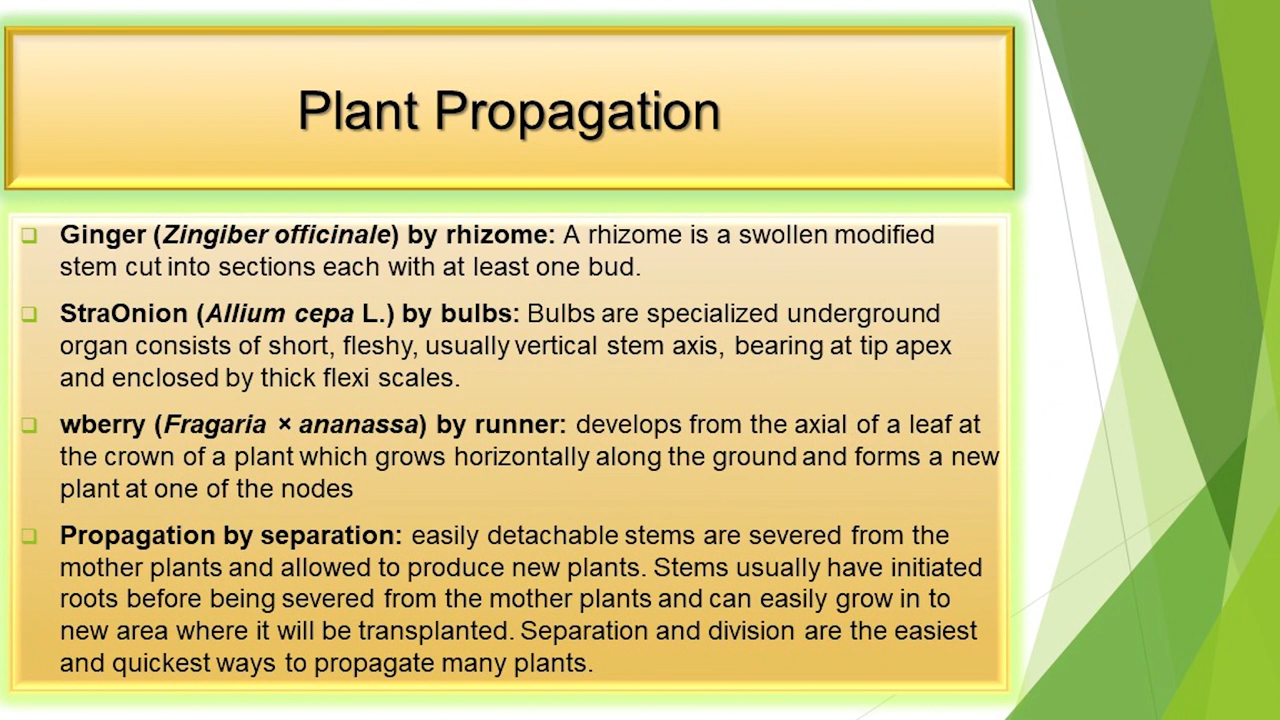 Plant Propagation
Ginger (Zingiber officinale) by rhizome: A rhizome is a swollen modified
stem cut into sections each with at least one bud.
StraOnion (Allium cepa L.) by bulbs: Bulbs are specialized underground
organ consists of short, fleshy, usually vertical stem axis, bearing at tip apex
and enclosed by thick flexi scales.
wberry (Fragaria × ananassa) by runner: develops from the axial of a leaf at
the crown of a plant which grows horizontally along the ground and forms a new
plant at one of the nodes
Propagation by separation: easily detachable stems are severed from the
mother plants and allowed to produce new plants. Stems usually have initiated
roots before being severed from the mother plants and can easily grow in to
new area where it will be transplanted. Separation and division are the easiest
and quickest ways to propagate many plants.